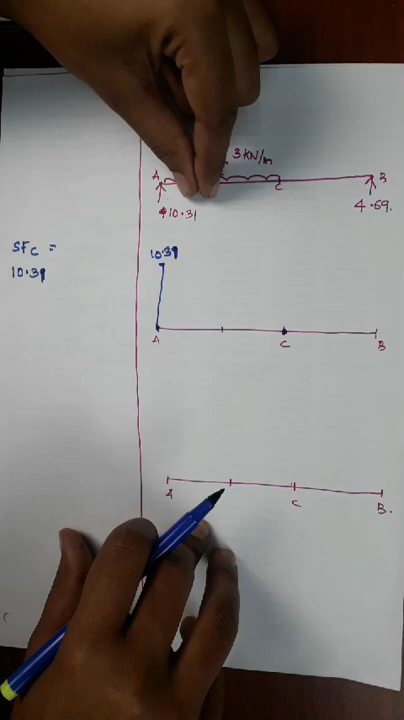 3 KN/m
A
C
B
10.31
4.69.
SFc =
10.31
10.31
A
C
B
A
C
B.